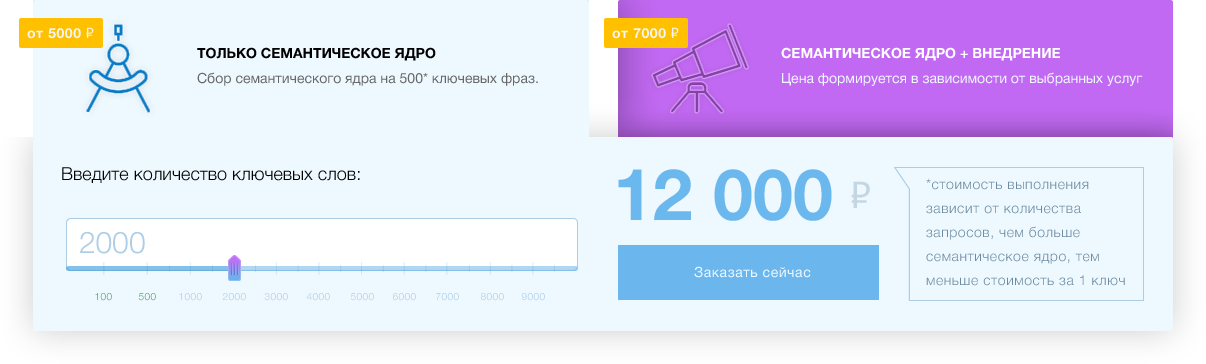 от 5000 ₽
ТОЛЬКО СЕМАНТИЧЕСКОЕ ЯДРО
Сбор семантического ядра на 500* ключевых фраз.
от 7000 ₽
СЕМАНТИЧЕСКОЕ ЯДРО + ВНЕДРЕНИЕ
Цена формируется в зависимости от выбранных услуг
Введите количество ключевых слов:
2000
100 500 1000 2000 3000 4000 5000 6000 7000 8000 9000
12 000 ₽
Заказать сейчас
*стоимость выполнения
зависит от количества
запросов, чем больше
семантическое ядро, тем
меньше стоимость за 1 ключ